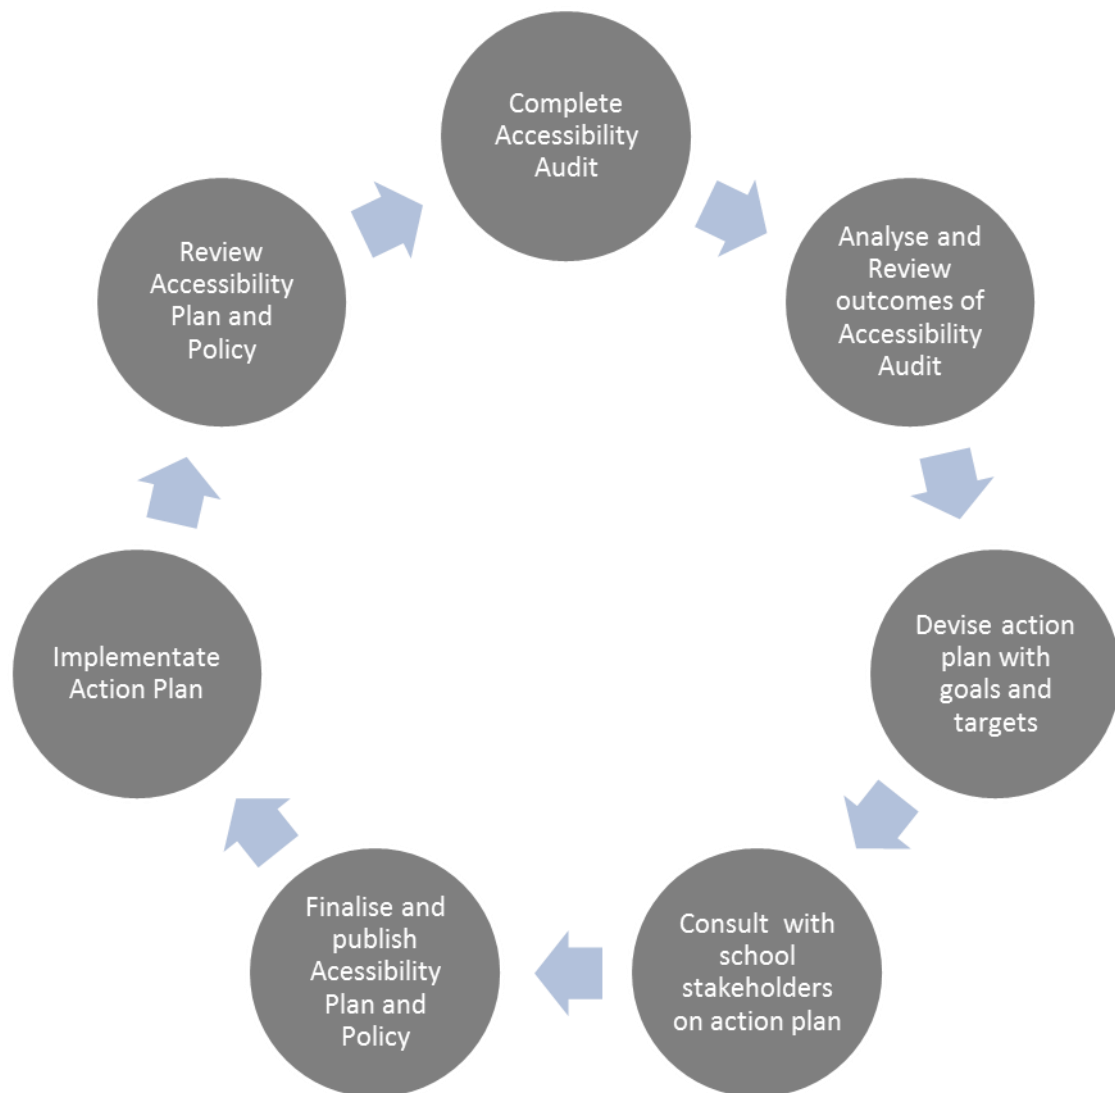 Complete
Accessibility
Audit
Analyse and
Review
outcomes of
Accessibility
Audit
Devise action
plan with
goals and
targets
Consult  with
school
stakeholders
on action plan
Finalise and
publish
Acessibility
Plan and
Policy
Implementate
Action Plan
Review
Accessibility
Plan and
Policy